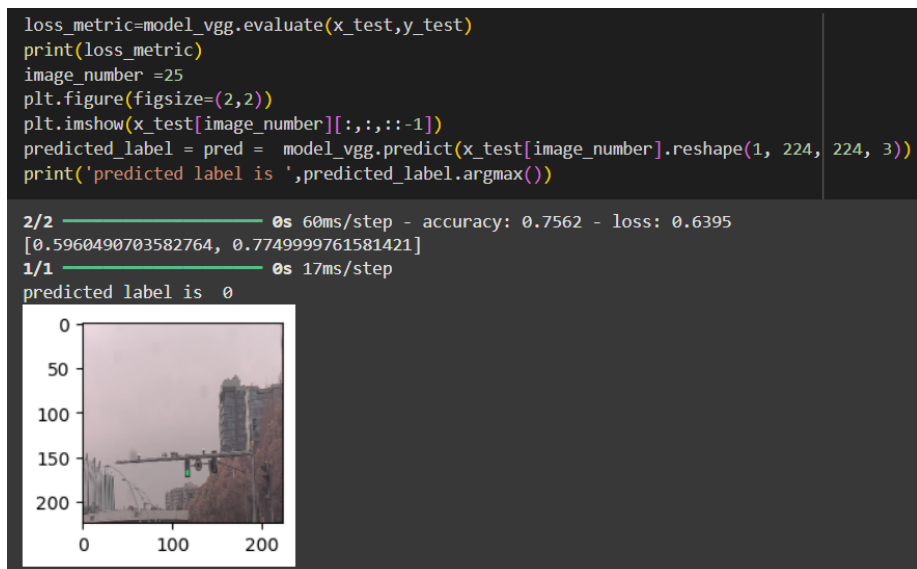 loss_metric=model_vgg.evaluate(x_test,y_test)
print(loss_metric)
image_number =25
plt.figure(figsize=(2,2))
plt.imshow(x_test[image_number][:,:,::-1])
predicted_label = pred =  model_vgg.predict(x_test[image_number].reshape(1, 224, 224, 3))
print('predicted label is ',predicted_label.argmax())
2/2 ━━━━━━━━━━━━━━━━━━━━ 0s 60ms/step - accuracy: 0.7562 - loss: 0.6395
[0.5960490703582764, 0.7749999761581421]
1/1 ━━━━━━━━━━━━━━━━━━━━ 0s 17ms/step
predicted label is  0
0
50
100
150
200
0 100 200